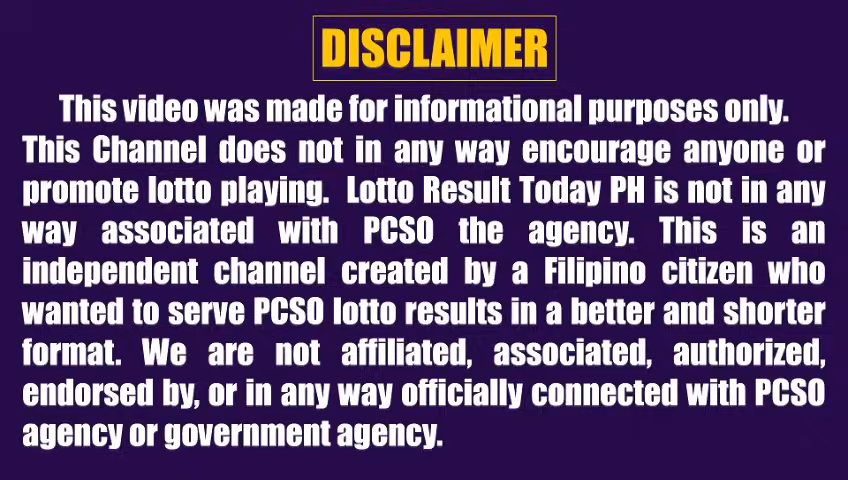 DISCLAIMER
This video was made for informational purposes only.
This Channel does not in any way encourage anyone or
promote lotto playing. Lotto Result Today PH is not in any
way associated with PCSO the agency. This is an
independent channel created by a Filipino citizen who
wanted to serve PCSO lotto results in a better and shorter
format. We are not affiliated, associated, authorized,
endorsed by, or in any way officially connected with PCSO
agency or government agency.